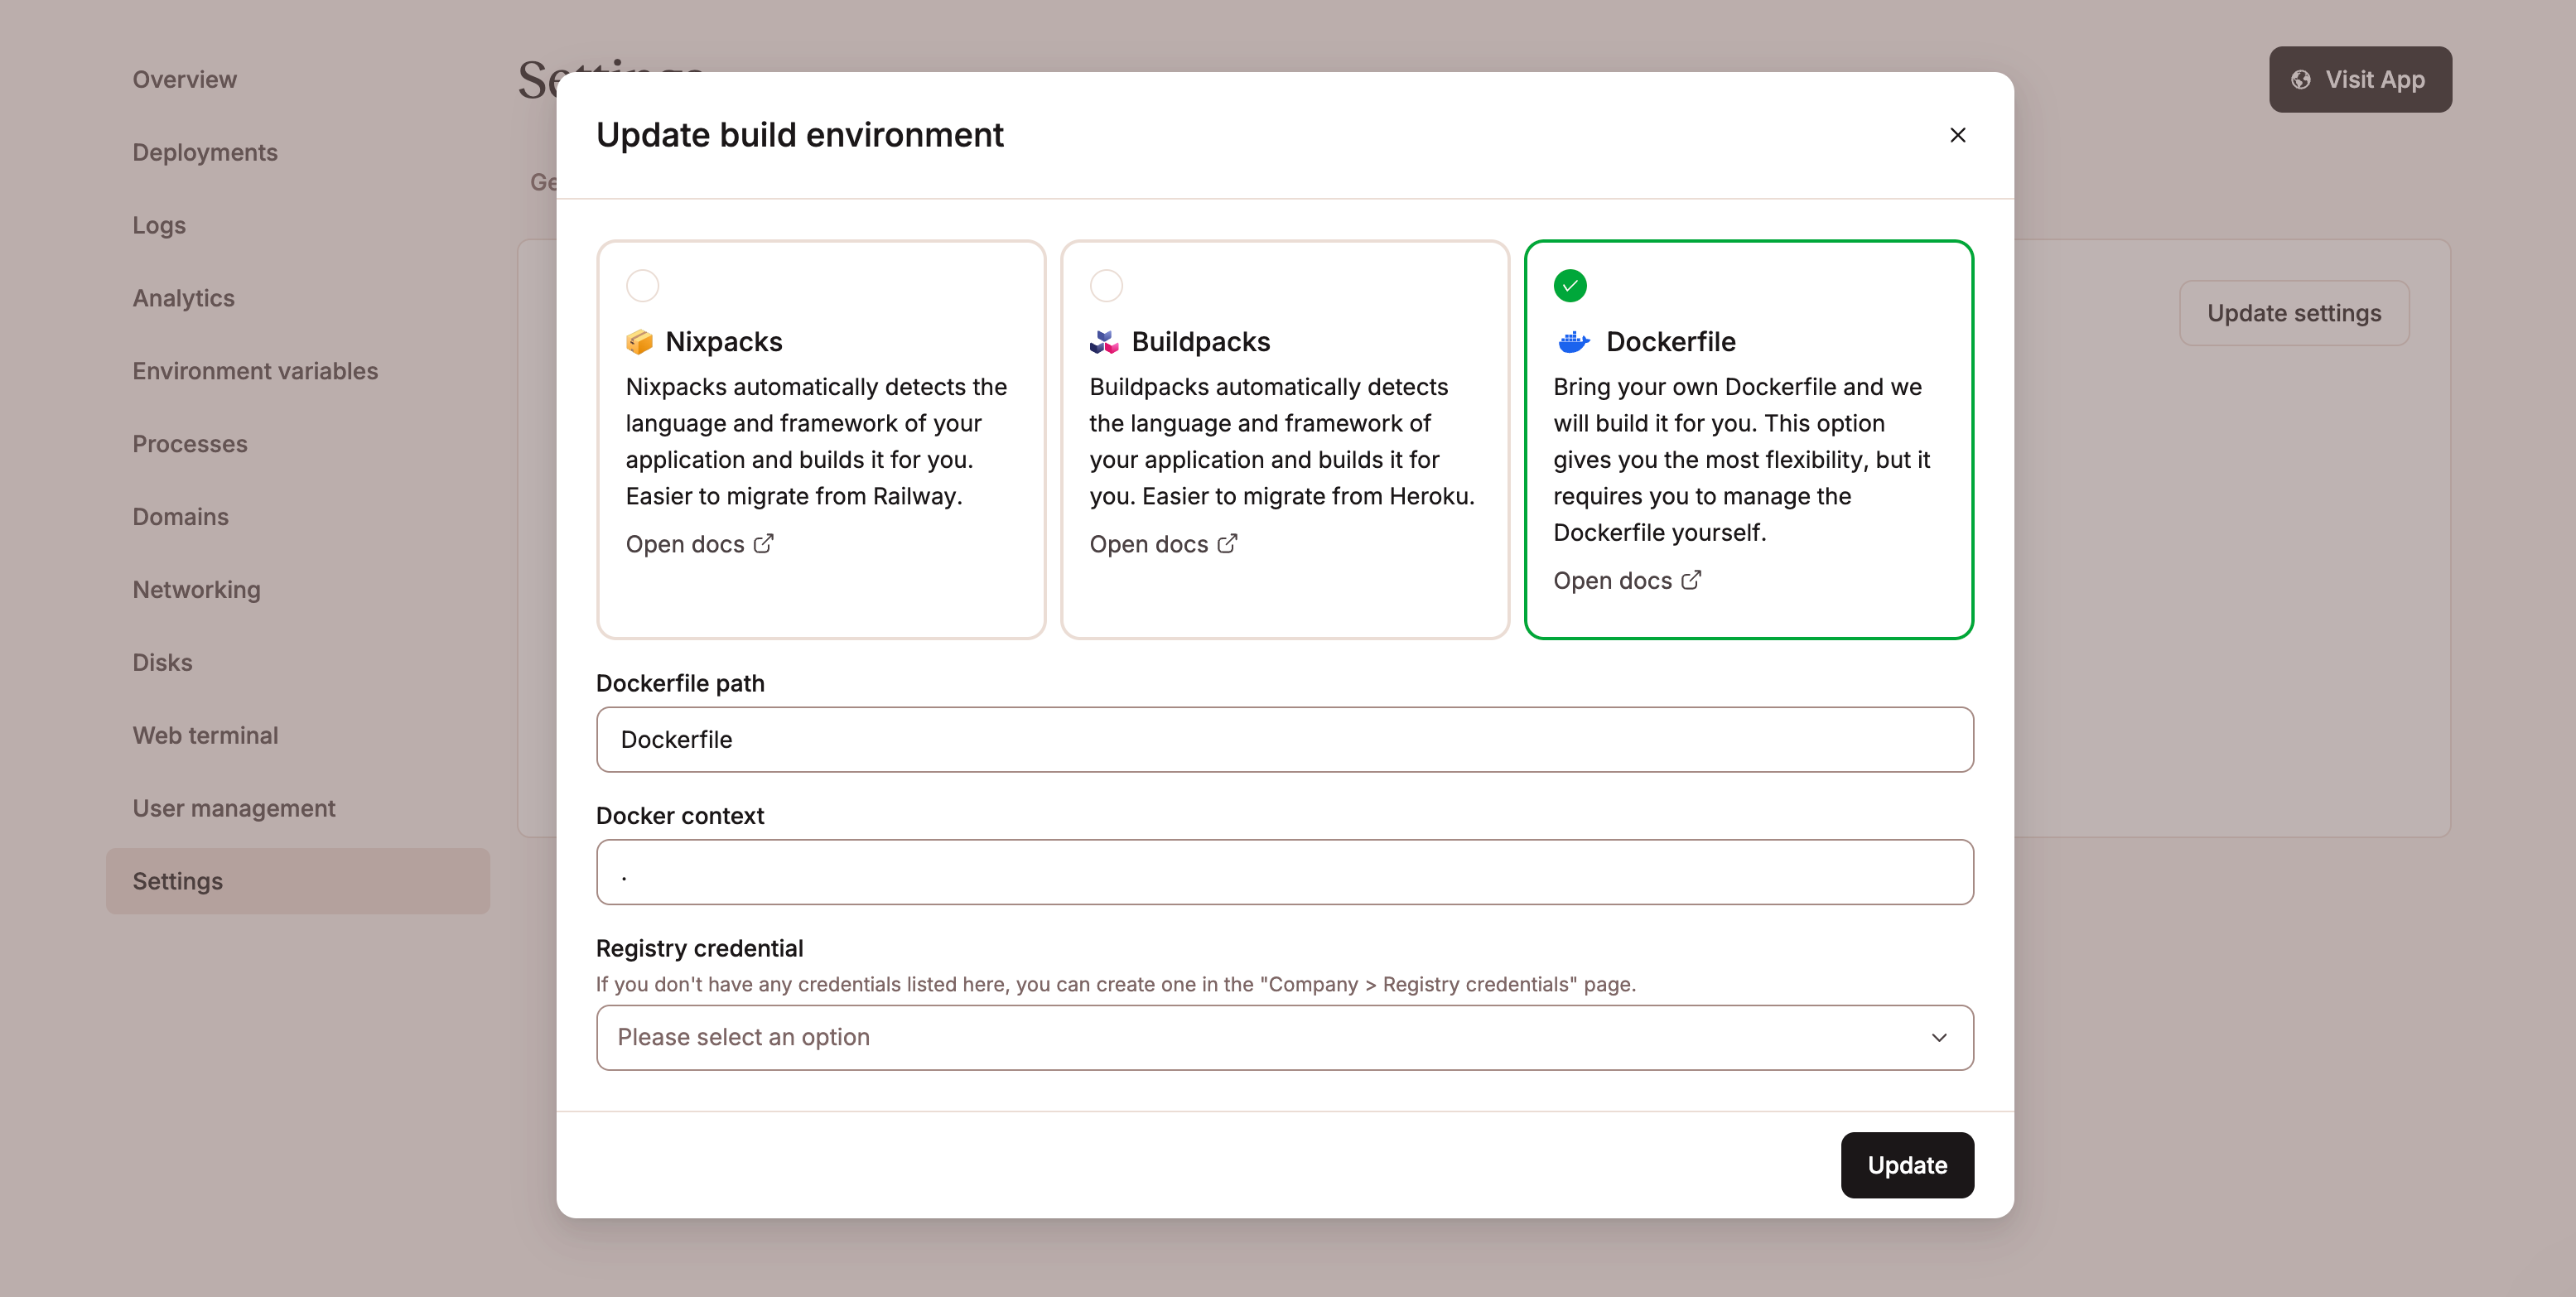 Overview
Deployments
Logs
Analytics
Environment variables
Processes
Domains
Networking
Disks
Web terminal
User management
Settings
Settings
Visit App
Update settings
Update build environment
Nixpacks
Nixpacks automatically detects the
language and framework of your
application and builds it for you.
Easier to migrate from Railway.
Open docs
Buildpacks
Buildpacks automatically detects
the language and framework of
your application and builds it for
you. Easier to migrate from Heroku.
Open docs
Dockerfile
Bring your own Dockerfile and we
will build it for you. This option
gives you the most flexibility, but it
requires you to manage the
Dockerfile yourself.
Open docs
Dockerfile path
Dockerfile
Docker context
.
Registry credential
If you don't have any credentials listed here, you can create one in the "Company > Registry credentials" page.
Please select an option
Update